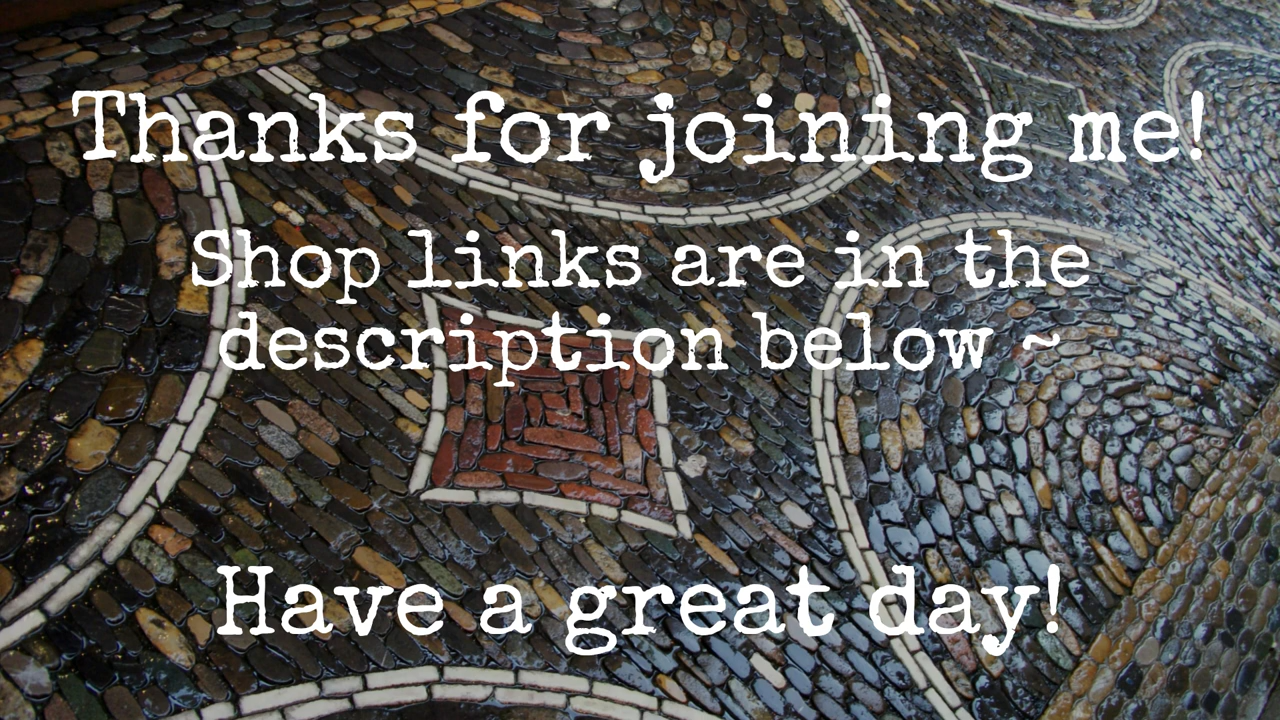 Thanks for joining me!
Shop links are in the
description below ~
Have a great day!